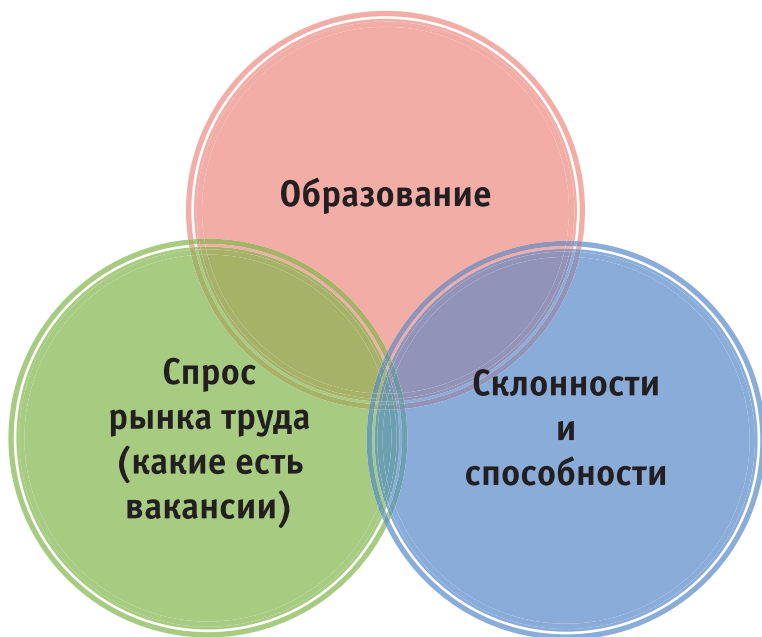 Образование
Спрос
рынка труда
(какие есть
вакансии)
Склонности
и
способности